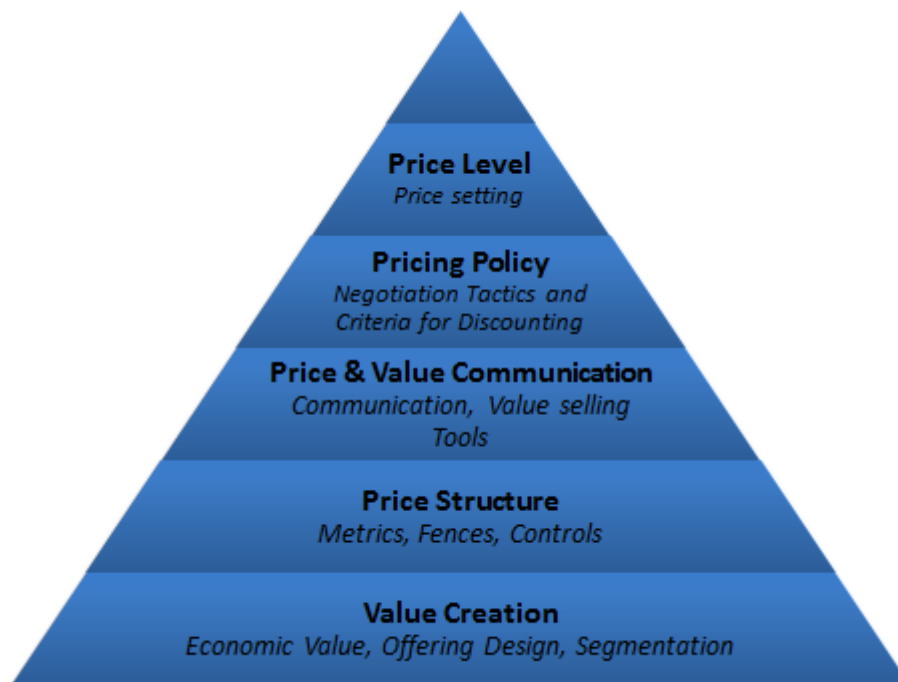 Price Level
Price setting
Pricing Policy
Negotiation Tactics and
Criteria for Discounting
Price & Value Communication
Communication, Value selling
Tools
Price Structure
Metrics, Fences, Controls
Value Creation
Economic Value, Offering Design, Segmentation